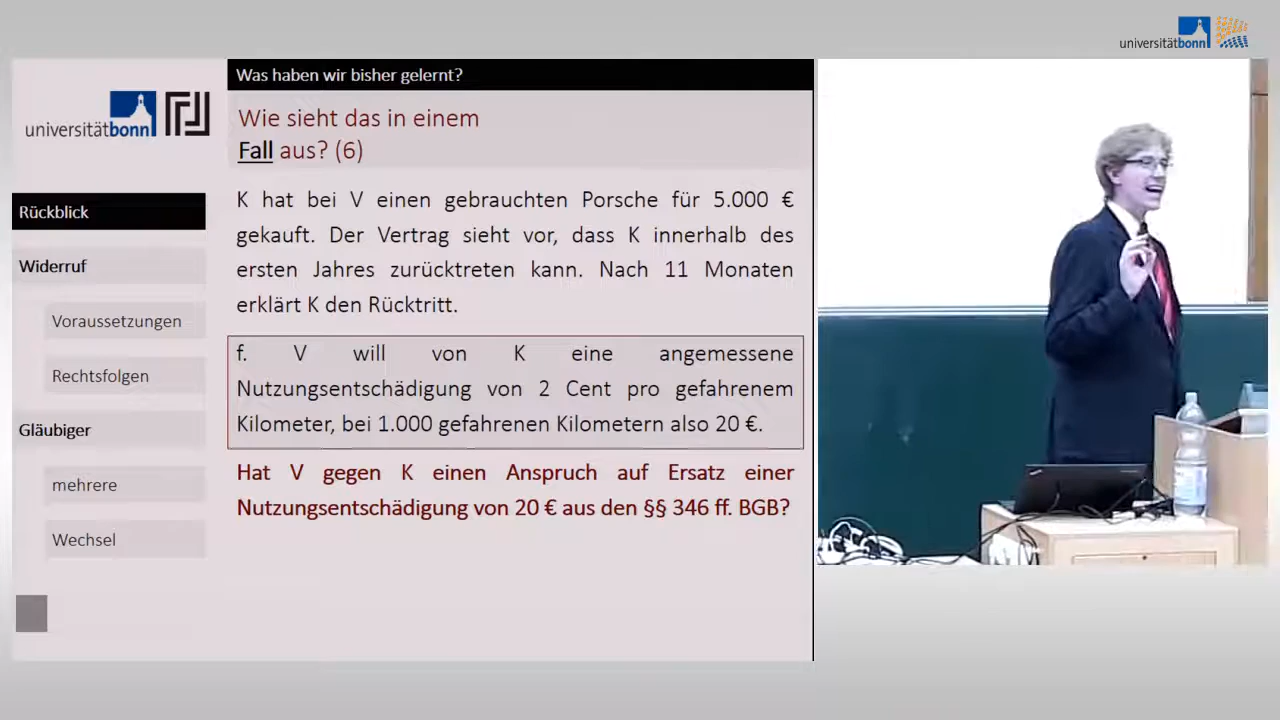 universitätbonn
universitätbonn
Was haben wir bisher gelernt?
Wie sieht das in einem
Fall aus? (6)
Rückblick
Widerruf
Voraussetzungen
Rechtsfolgen
Gläubiger
mehrere
Wechsel
K hat bei V einen gebrauchten Porsche für 5.000 €
gekauft. Der Vertrag sieht vor, dass K innerhalb des
ersten Jahres zurücktreten kann. Nach 11 Monaten
erklärt K den Rücktritt.
f. V will von K eine angemessene
Nutzungsentschädigung von 2 Cent pro gefahrenem
Kilometer, bei 1.000 gefahrenen Kilometern also 20 €.
Hat V gegen K einen Anspruch auf Ersatz einer
Nutzungsentschädigung von 20 € aus den §§ 346 ff. BGB?